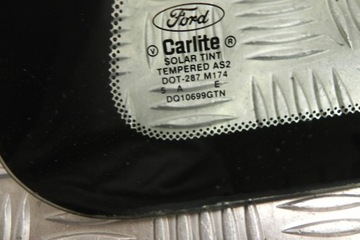 Ford
V Carlite R
SOLAR TINT
TEMPERED AS2
DOT-287 M174
S A E
DQ10699GTN